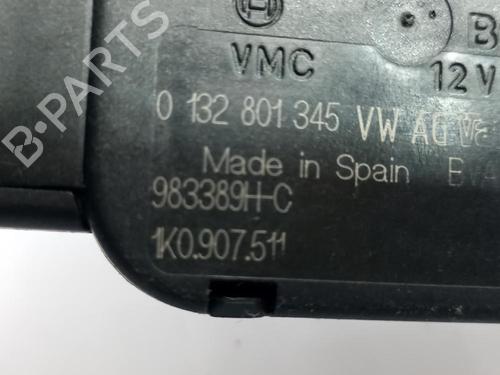 B
VMC 12 V
0 132 801 345 VW AG
Made in Spain
983389H-C
1K0.907.511
B-PARTS